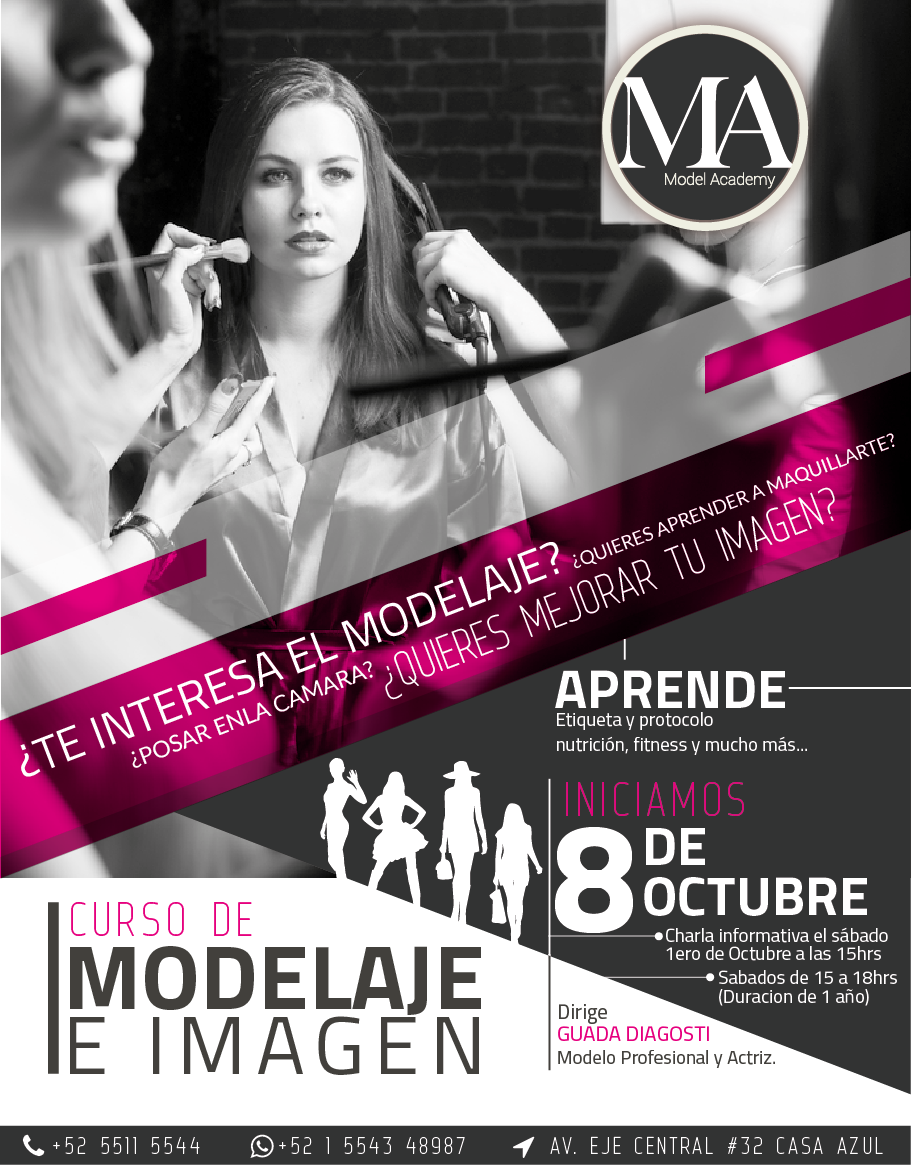 MA
Model Academy
¿TE INTERESA EL MODELAJE? ¿QUIERES APRENDER A MAQUILLARTE?
¿POSAR ENLA CAMARA? ¿QUIERES MEJORAR TU IMAGEN?
APRENDE
Etiqueta y protocolo
nutrición, fitness y mucho más...
INICIAMOS
8 DE
OCTUBRE
Charla informativa el sábado
1ero de Octubre a las 15hrs
Sabados de 15 a 18hrs
(Duracion de 1 año)
CURSO DE
MODELAJE
E IMAGEN
Dirige
GUADA DIAGOSTI
Modelo Profesional y Actriz.
+52 5511 5544 +52 1 5543 48987 AV. EJE CENTRAL #32 CASA AZUL